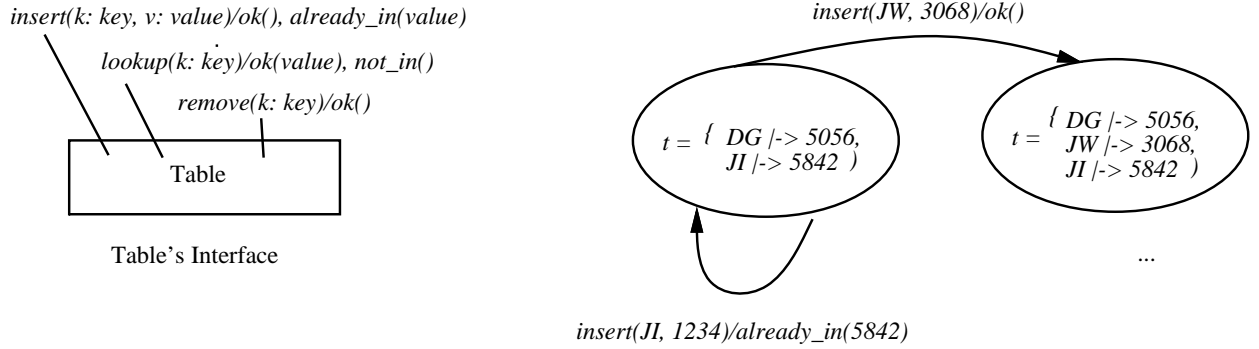 insert(k: key, v: value)/ok(), already_in(value)
.
lookup(k: key)/ok(value), not_in()
remove(k: key)/ok()
Table
Table's Interface
insert(JW, 3068)/ok()
t = { DG |-> 5056,
JI |-> 5842 )
t = { DG |-> 5056,
JW |-> 3068,
JI |-> 5842 )
...
insert(JI, 1234)/already_in(5842)